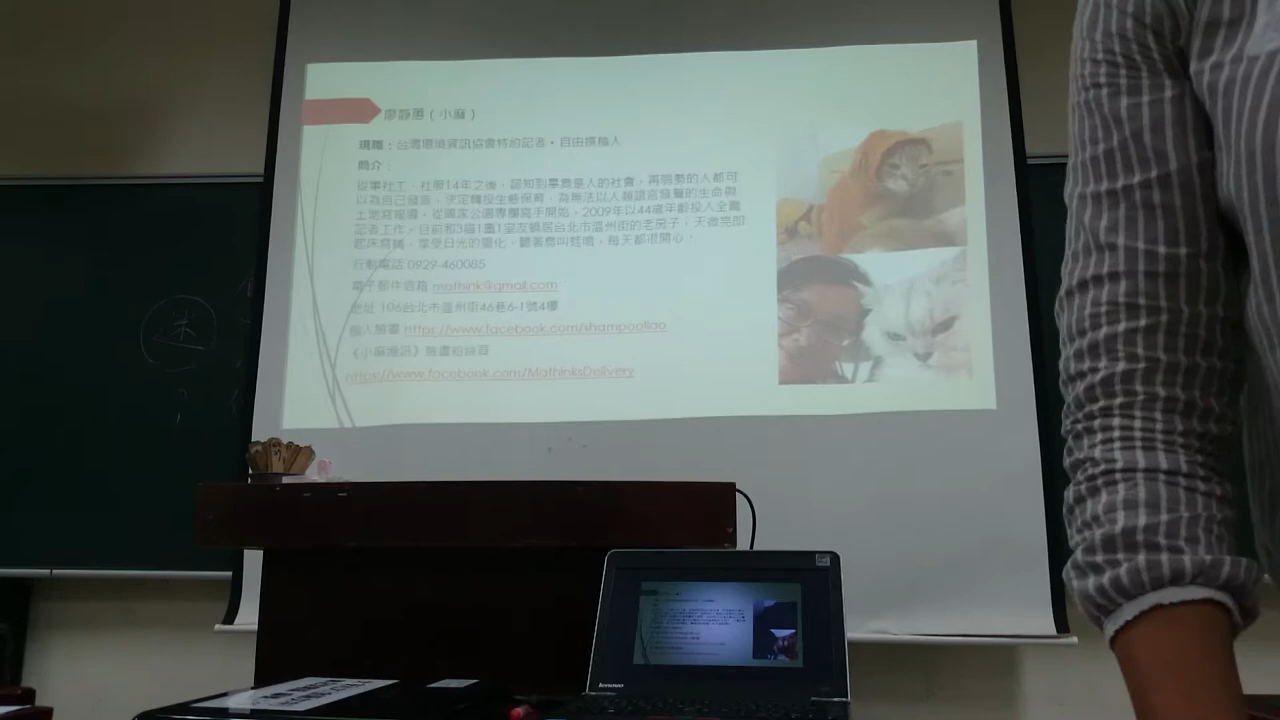 廖靜蕙（小麻）
現職：台灣環境資訊協會特約記者・自由撰稿人
簡介：
從事社工、社服14年之後，認知到畢竟是人的社會，再弱勢的人都可
以為自己發聲，決定轉投生態保育，為無法以人類語言發聲的生命與
土地寫報導。從國家公園專欄寫手開始，2009年以44歲年齡投入全職
記者工作。目前和3貓1室友蝸居台北市溫州街的老房子，天微亮即
起床寫稿，享受日光的變化，聽著鳥叫蛙鳴，每天都很開心。
行動電話 0929-460085
電子郵件信箱 mathink@gmail.com
地址 106台北市溫州街46巷6-1號4樓
個人臉書 https://www.facebook.com/shampooliao
《小麻通訊》臉書粉絲頁
https://www.facebook.com/MathinksDelivery
迷
?
lenovo